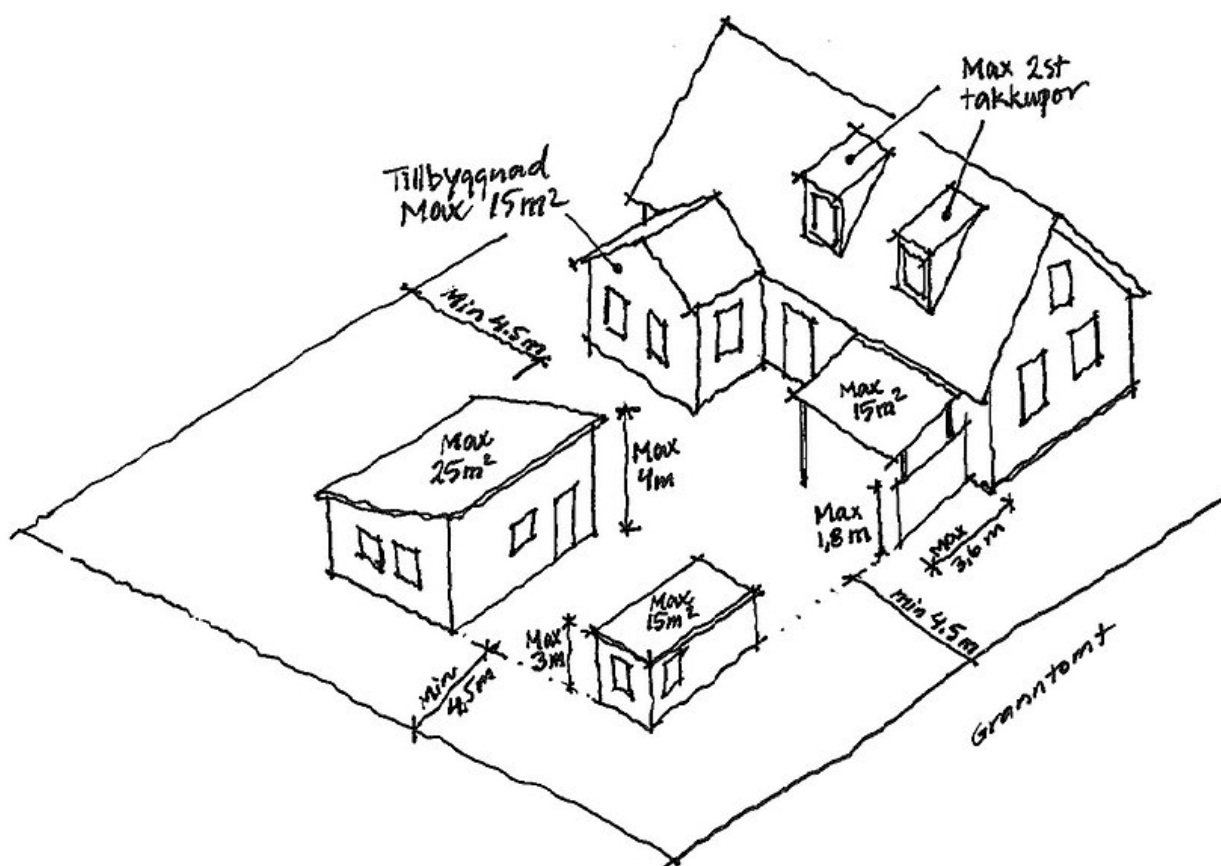 Max 2st
takkupor
Tillbyggnad
Max 15m²
Min 4.5m
Max
15m²
Max
25m²
Max
4m
Max
1,8m
Max
3,6m
Max
15m²
Max
3m
min 4.5m
Min
4,5m
Granntomt